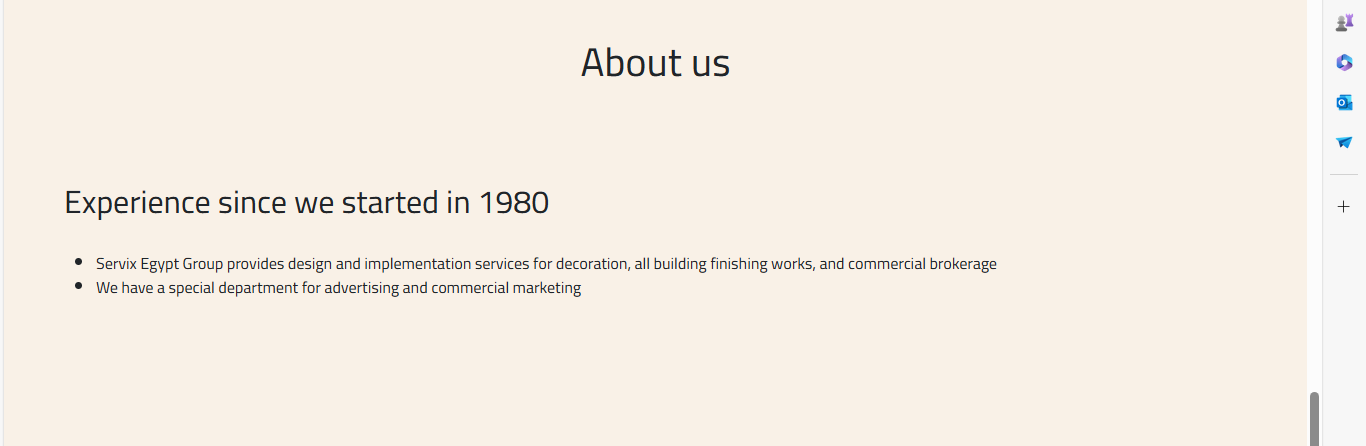 About us
Experience since we started in 1980
Servix Egypt Group provides design and implementation services for decoration, all building finishing works, and commercial brokerage
We have a special department for advertising and commercial marketing